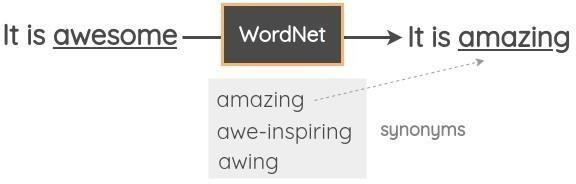 It is awesome WordNet It is amazing
amazing
awe-inspiring synonyms
awing